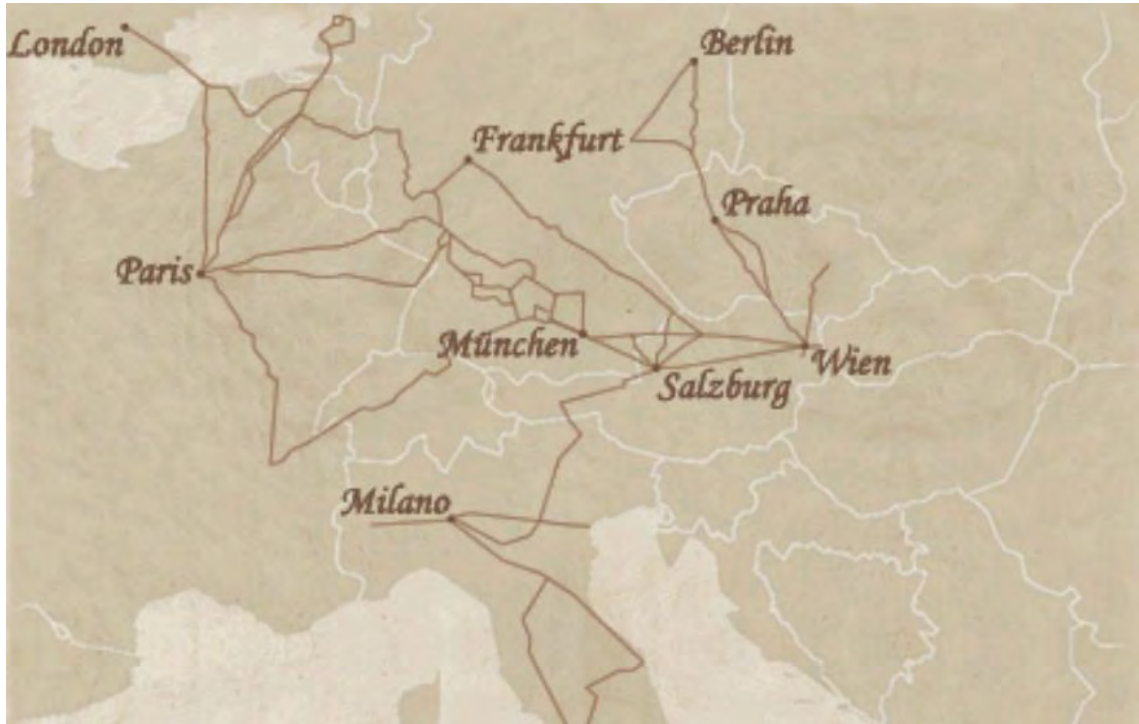 London
Berlin
Frankfurt
Praha
Paris
München
Wien
Salzburg
Milano